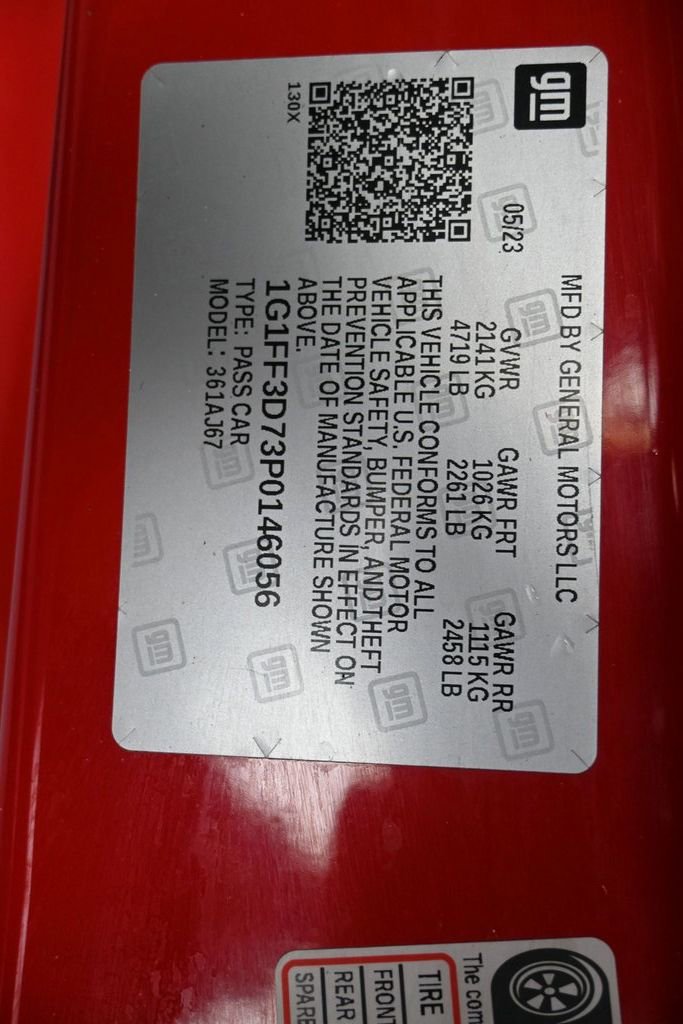 gm
MFD BY GENERAL MOTORS LLC
05/23
GVWR GAWR FRT GAWR RR
2141 KG 1026 KG 1115 KG
4719 LB 2261 LB 2458 LB
THIS VEHICLE CONFORMS TO ALL
APPLICABLE U.S. FEDERAL MOTOR
VEHICLE SAFETY, BUMPER, AND THEFT
PREVENTION STANDARDS IN EFFECT ON
THE DATE OF MANUFACTURE SHOWN
ABOVE.
130X
1G1FF3D73P0146056
TYPE: PASS CAR
MODEL: 361AJ67
The com
TIRE
FRONT
REAR
SPARE